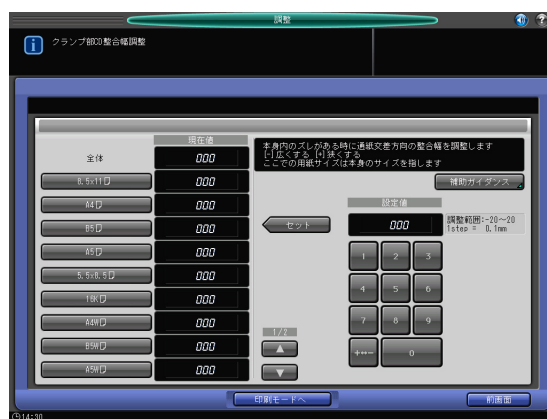 調整
クランプ部CD整合幅調整
現在値
全体 000
8.5x11 000
A4 000
B5 000
A5 000
5.5x8.5 000
16K 000
A4W 000
B5W 000
A5W 000
本身内のズレがある時に通紙交差方向の整合幅を調整します
[-]広くする [+]狭くする
ここでの用紙サイズは本身のサイズを指します
補助ガイダンス
設定値
セット
000
調整範囲:-20~20
1step = 0.1mm
1 2 3
4 5 6
7 8 9
+↔- 0
1/2
▲
▼
印刷モードへ
前画面
14:30